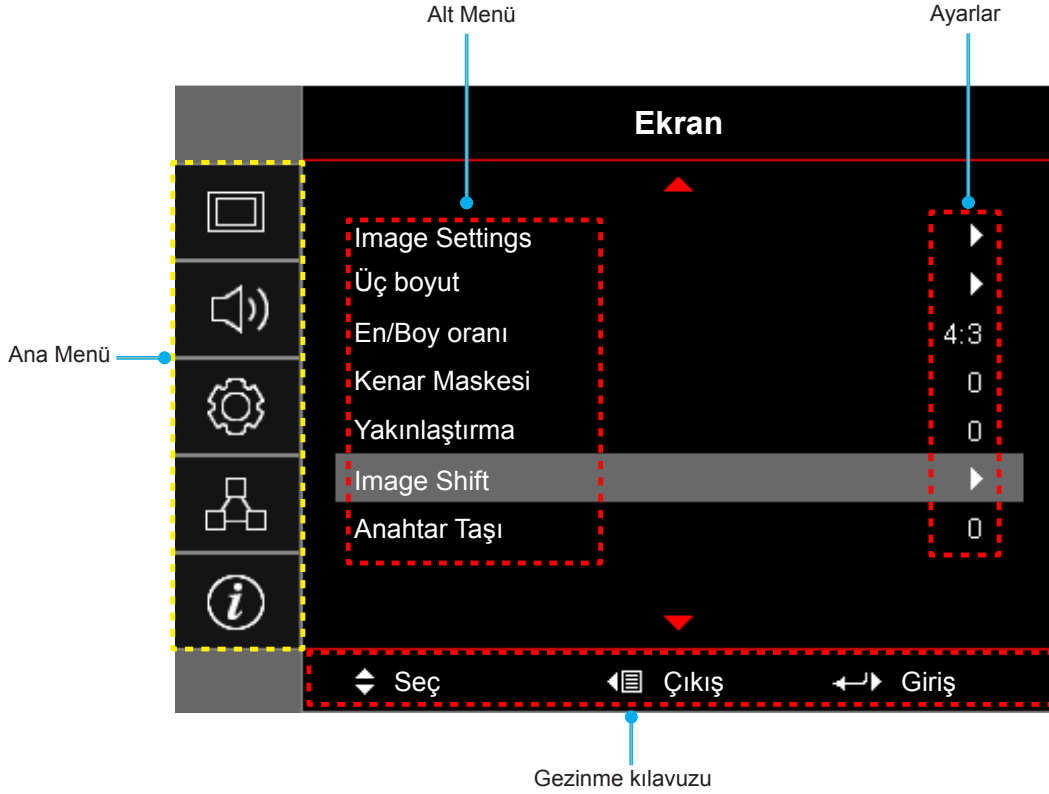 Alt Menü
Ayarlar
Ekran
Image Settings
Üç boyut
En/Boy oranı 4:3
Ana Menü
Kenar Maskesi 0
Yakınlaştırma 0
Image Shift
Anahtar Taşı 0
i
Seç Çıkış Giriş
Gezinme kılavuzu